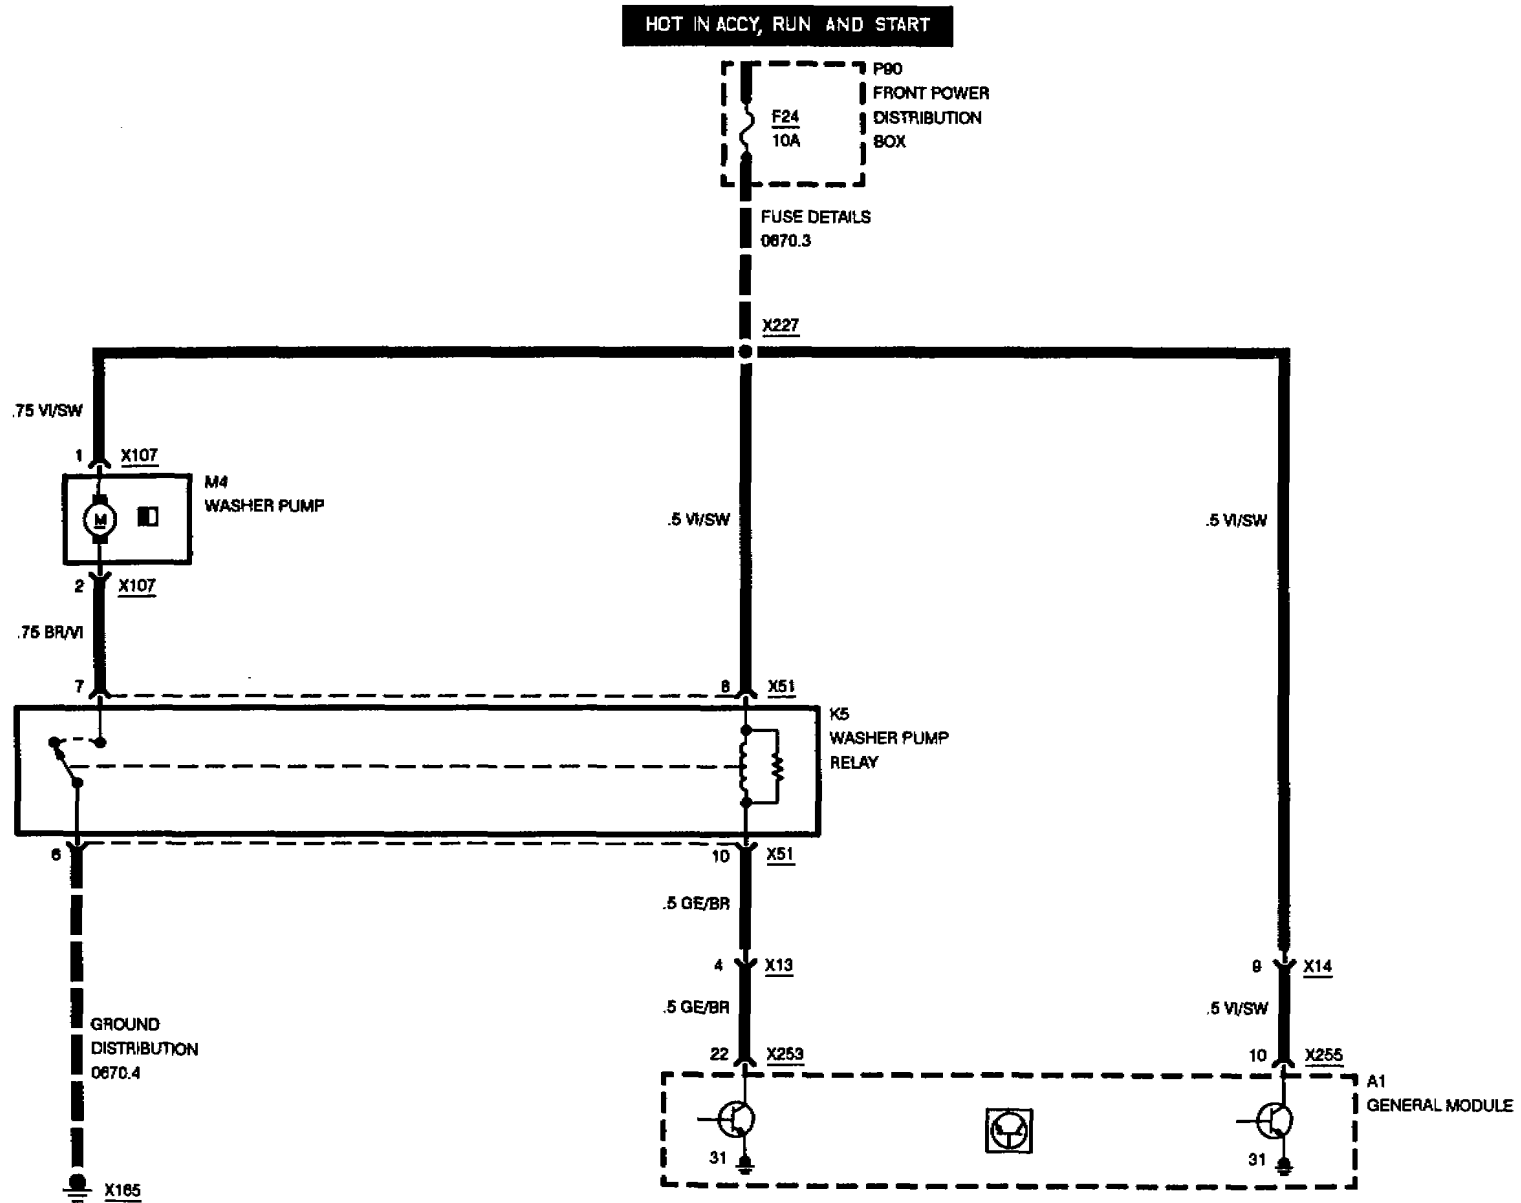 HOT IN ACCY, RUN AND START
P90
FRONT POWER
DISTRIBUTION
BOX
F24
10A
FUSE DETAILS
0670.3
X227
.75 VI/SW
1 X107
M4
WASHER PUMP
M
.5 VI/SW
.5 VI/SW
2 X107
.75 BR/VI
7
8 X51
K5
WASHER PUMP
RELAY
6
10 X51
.5 GE/BR
4 X13
9 X14
.5 GE/BR
.5 VI/SW
GROUND
DISTRIBUTION
0670.4
22 X253
10 X255
A1
GENERAL MODULE
31
31
X165